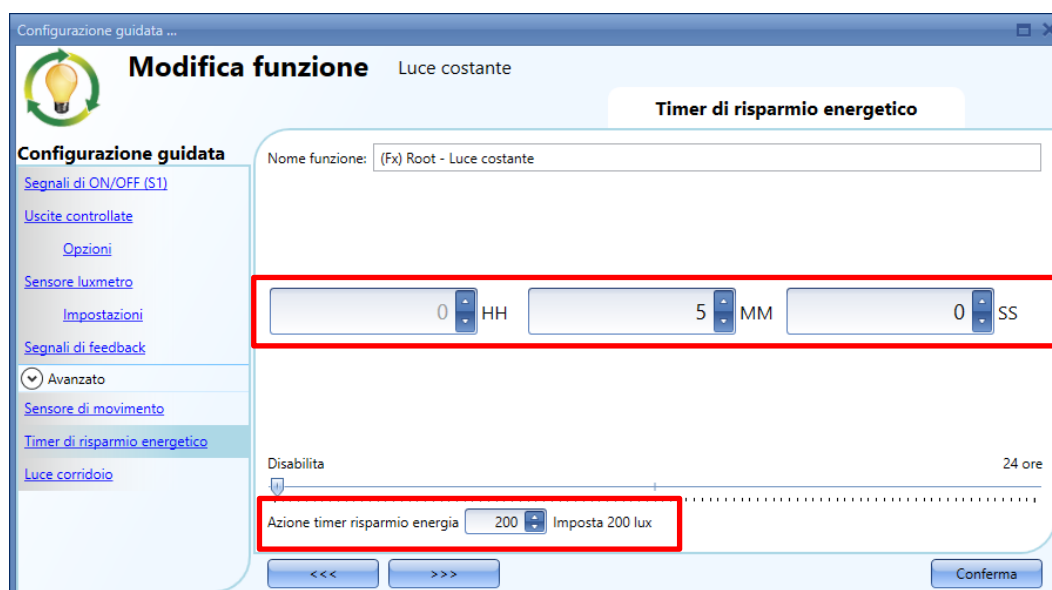 Configurazione guidata ...
Modifica funzione Luce costante
Timer di risparmio energetico
Configurazione guidata
Segnali di ON/OFF (S1)
Uscite controllate
Opzioni
Sensore luxmetro
Impostazioni
Segnali di feedback
Avanzato
Sensore di movimento
Timer di risparmio energetico
Luce corridoio
Nome funzione: (Fx) Root - Luce costante
0 HH 5 MM 0 SS
Disabilita 24 ore
Azione timer risparmio energia 200 Imposta 200 lux
<<< >>> Conferma